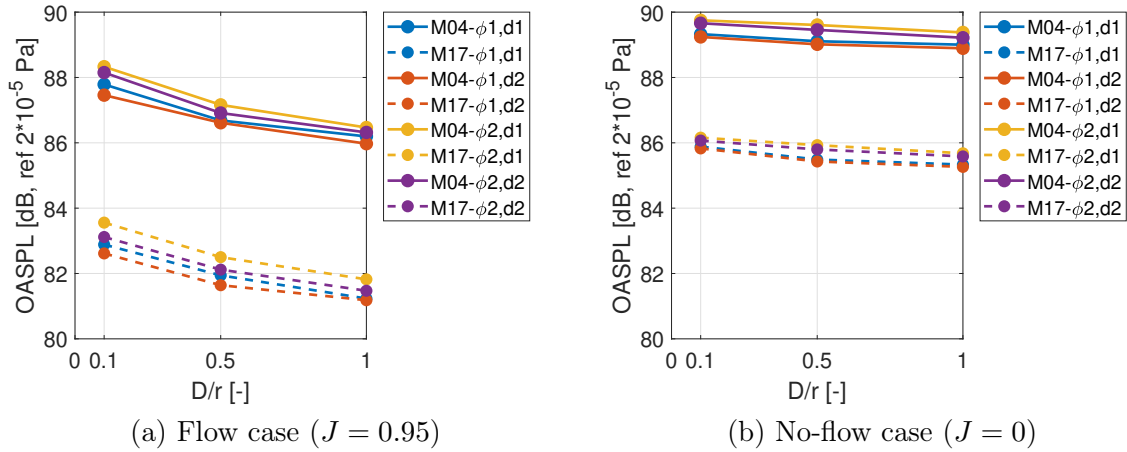 90
88
86
84
82
80
0 0.1 0.5 1
D/r [-]
OASPL [dB, ref 2*10^-5 Pa]
M04-ϕ1,d1
M17-ϕ1,d1
M04-ϕ1,d2
M17-ϕ1,d2
M04-ϕ2,d1
M17-ϕ2,d1
M04-ϕ2,d2
M17-ϕ2,d2
(a) Flow case (J = 0.95)
90
88
86
84
82
80
0 0.1 0.5 1
D/r [-]
OASPL [dB, ref 2*10^-5 Pa]
M04-ϕ1,d1
M17-ϕ1,d1
M04-ϕ1,d2
M17-ϕ1,d2
M04-ϕ2,d1
M17-ϕ2,d1
M04-ϕ2,d2
M17-ϕ2,d2
(b) No-flow case (J = 0)